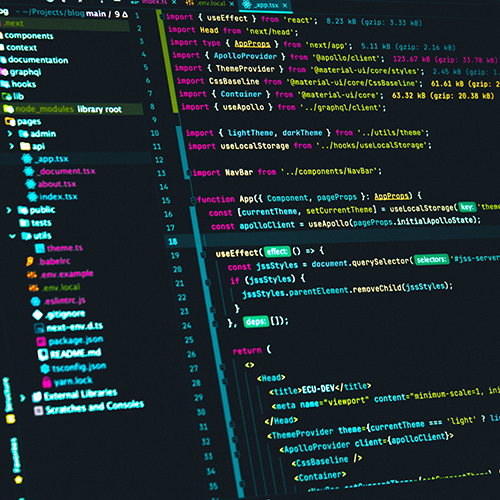 index.ts
.env.local
_app.tsx
og
~/Projects/blog
main / 9
.next
components
context
documentation
graphql
hooks
lib
node_modules library root
pages
admin
api
_app.tsx
_document.tsx
about.tsx
index.tsx
public
tests
utils
theme.ts
.babelrc
.env.example
.env.local
.eslintrc.js
.gitignore
next-env.d.ts
package.json
README.md
tsconfig.json
yarn.lock
External Libraries
Scratches and Consoles
Structure
Favorites
1 import { useEffect } from 'react'; 8.23 kB (gzip: 3.33 kB)
2 import Head from 'next/head';
3 import type { AppProps } from 'next/app'; 5.11 kB (gzip: 2.16 kB)
4 import { ApolloProvider } from '@apollo/client'; 123.67 kB (gzip: 33.78 kB)
5 import { ThemeProvider } from '@material-ui/core/styles'; 2.45 kB (gzip: 1.
6 import CssBaseline from '@material-ui/core/CssBaseline'; 61.61 kB (gzip: 2
7 import { Container } from '@material-ui/core'; 63.32 kB (gzip: 20.38 kB)
8 import { useApollo } from '../graphql/client';
9
10 import { lightTheme, darkTheme } from '../utils/theme';
11 import useLocalStorage from '../hooks/useLocalStorage';
12
13 import NavBar from '../components/NavBar';
14
15 function App({ Component, pageProps }: AppProps) {
16 const [currentTheme, setCurrentTheme] = useLocalStorage( key: 'theme
17 const apolloClient = useApollo(pageProps.initialApolloState);
18
19 useEffect( effect: () => {
20 const jssStyles = document.querySelector( selectors: '#jss-server
21 if (jssStyles) {
22 jssStyles.parentElement.removeChild(jssStyles);
23 }
24 }, deps: []);
25
26 return (
27 <>
28 <Head>
29 <title>ECU-DEV</title>
30 <meta name="viewport" content="minimum-scale=1, ini
31 </Head>
32 <ThemeProvider theme={currentTheme === 'light' ? lig
33 <ApolloProvider client={apolloClient}>
34 <CssBaseline />
35 <Container>